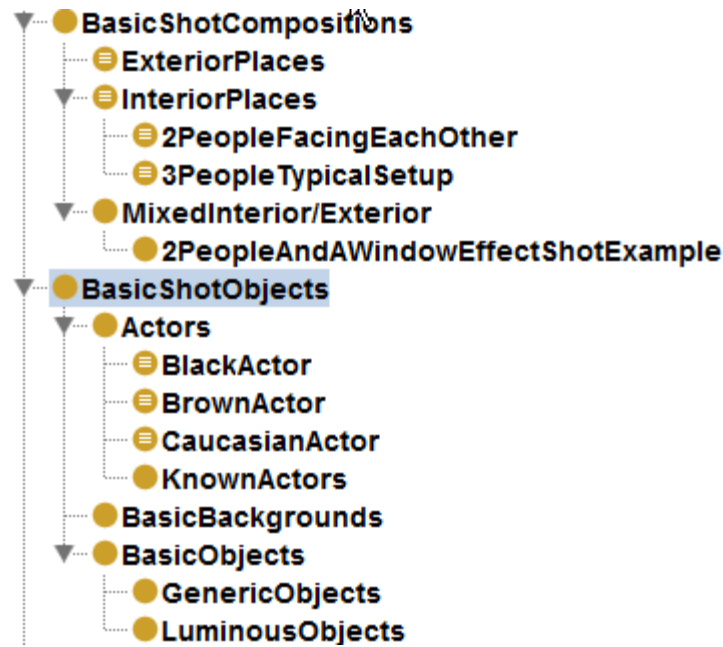 BasicShotCompositions
ExteriorPlaces
InteriorPlaces
2PeopleFacingEachOther
3PeopleTypicalSetup
MixedInterior/Exterior
2PeopleAndAWindowEffectShotExample
BasicShotObjects
Actors
BlackActor
BrownActor
CaucasianActor
KnownActors
BasicBackgrounds
BasicObjects
GenericObjects
LuminousObjects